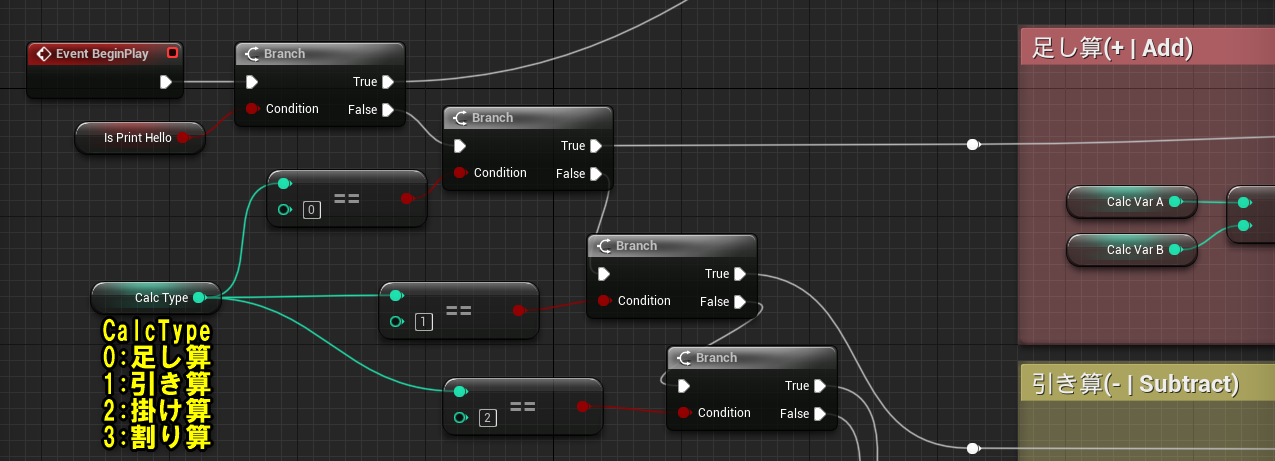 Event BeginPlay
Branch
True
Condition
False
Is Print Hello
Branch
True
Condition
False
==
0
Branch
True
Condition
False
Calc Type
==
1
Branch
True
Condition
False
==
2
CalcType
0:足し算
1:引き算
2:掛け算
3:割り算
足し算(+ | Add)
Calc Var A
Calc Var B
引き算(- | Subtract)